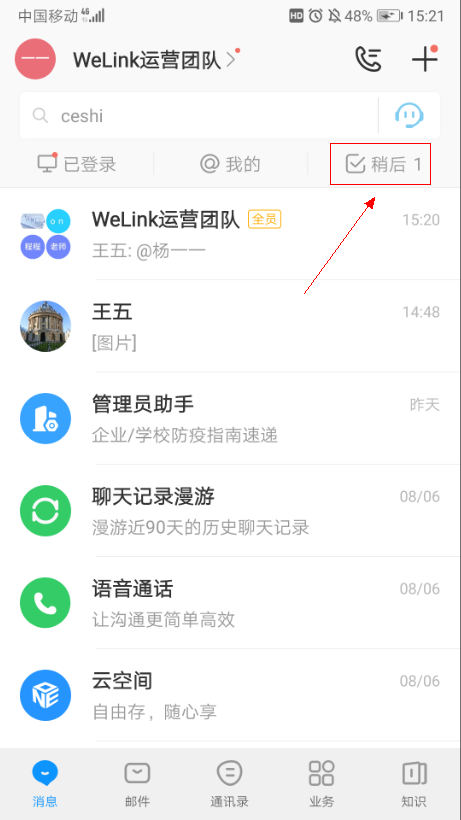 中国移动 4G HD 48% 15:21
一一 WeLink运营团队
ceshi
已登录 @ 我的 稍后 1
WeLink运营团队 全员 15:20
王五: @杨一一
程程 老师 on
王五 14:48
[图片]
管理员助手 昨天
企业/学校防疫指南速递
聊天记录漫游 08/06
漫游近90天的历史聊天记录
语音通话 08/06
让沟通更简单高效
云空间 08/06
NE
自由存，随心享
消息 邮件 通讯录 业务 知识